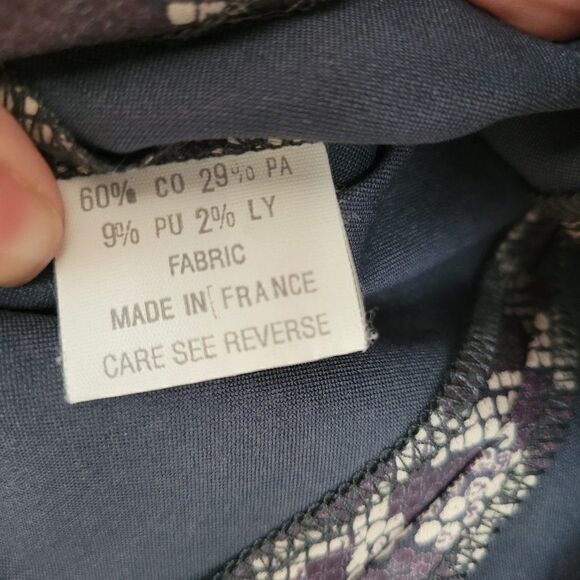 60% CO 29% PA
9% PU 2% LY
FABRIC
MADE IN FRANCE
CARE SEE REVERSE